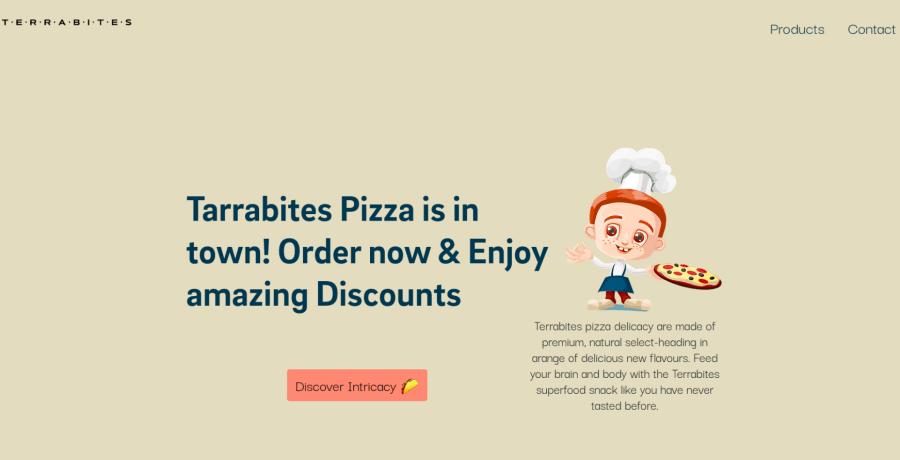 T·E·R·R·A·B·I·T·E·S
Products
Contact
Tarrabites Pizza is in
town! Order now & Enjoy
amazing Discounts
Discover Intricacy 🌮
Terrabites pizza delicacy are made of
premium, natural select-heading in
arange of delicious new flavours. Feed
your brain and body with the Terrabites
superfood snack like you have never
tasted before.